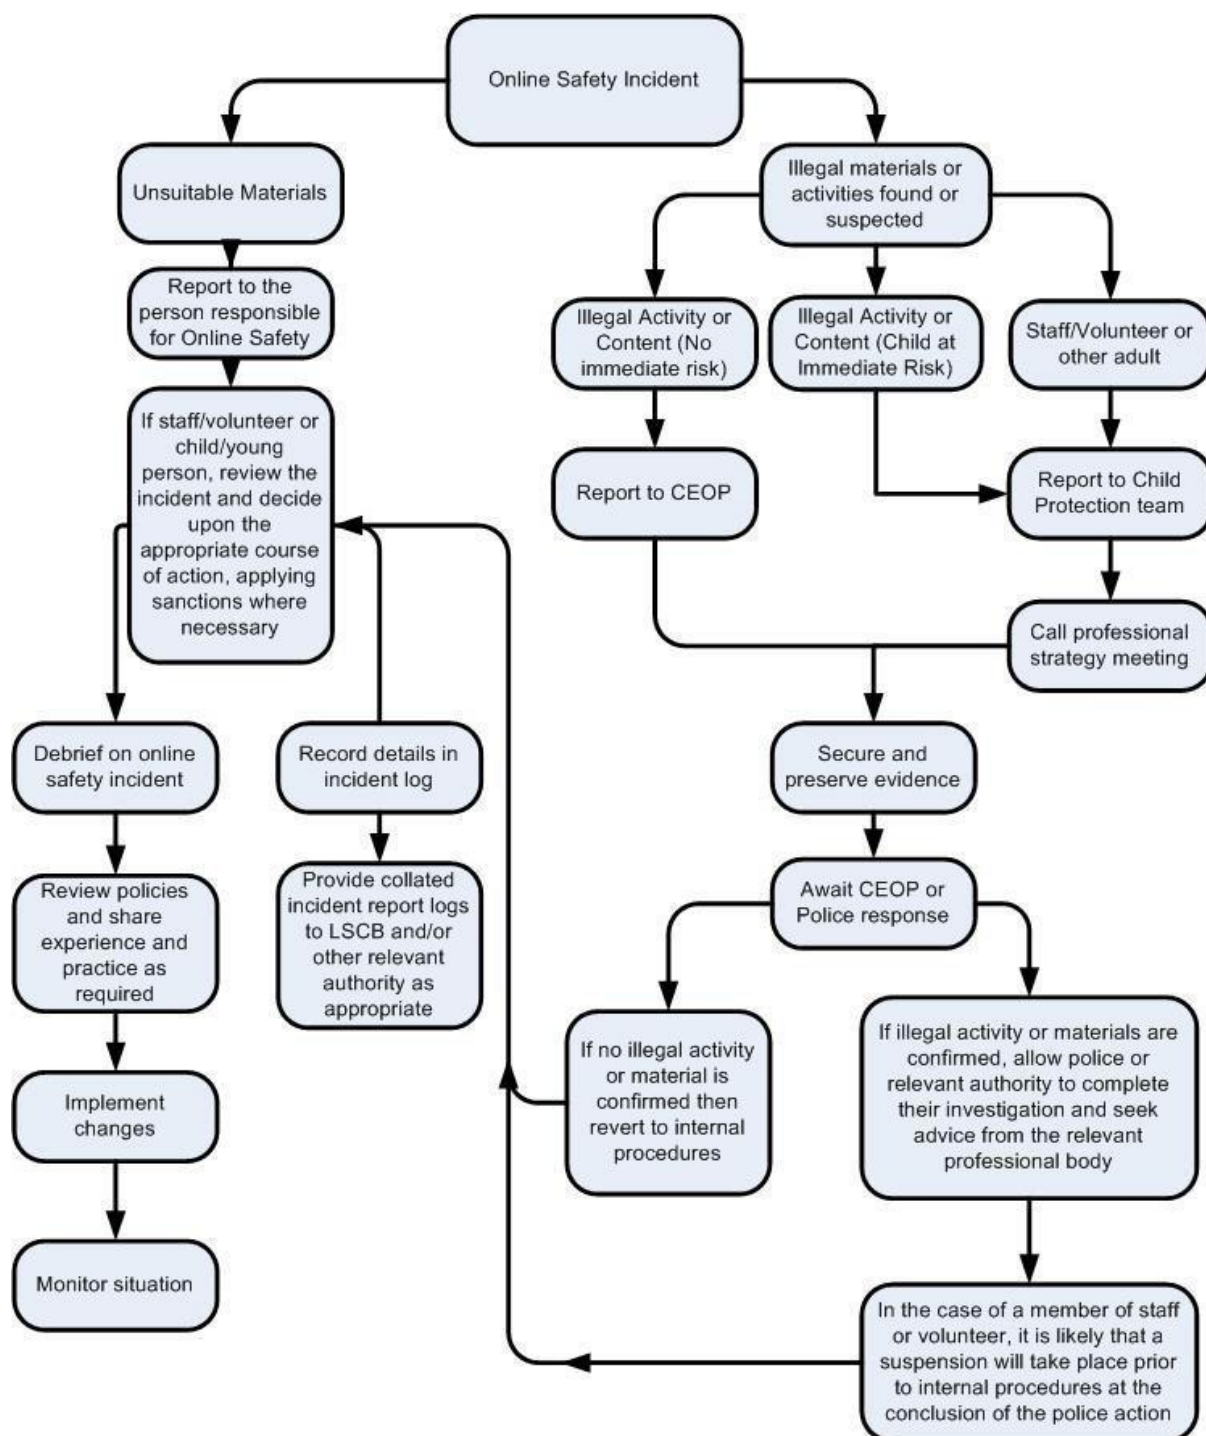 Online Safety Incident
Unsuitable Materials
Illegal materials or
activities found or
suspected
Report to the
person responsible
for Online Safety
Illegal Activity or
Content (No
immediate risk)
Illegal Activity or
Content (Child at
Immediate Risk)
Staff/Volunteer or
other adult
If staff/volunteer or
child/young
person, review the
incident and decide
upon the
appropriate course
of action, applying
sanctions where
necessary
Report to CEOP
Report to Child
Protection team
Call professional
strategy meeting
Debrief on online
safety incident
Record details in
incident log
Secure and
preserve evidence
Review policies
and share
experience and
practice as
required
Provide collated
incident report logs
to LSCB and/or
other relevant
authority as
appropriate
Await CEOP or
Police response
If no illegal activity
or material is
confirmed then
revert to internal
procedures
If illegal activity or materials are
confirmed, allow police or
relevant authority to complete
their investigation and seek
advice from the relevant
professional body
Implement
changes
Monitor situation
In the case of a member of staff
or volunteer, it is likely that a
suspension will take place prior
to internal procedures at the
conclusion of the police action